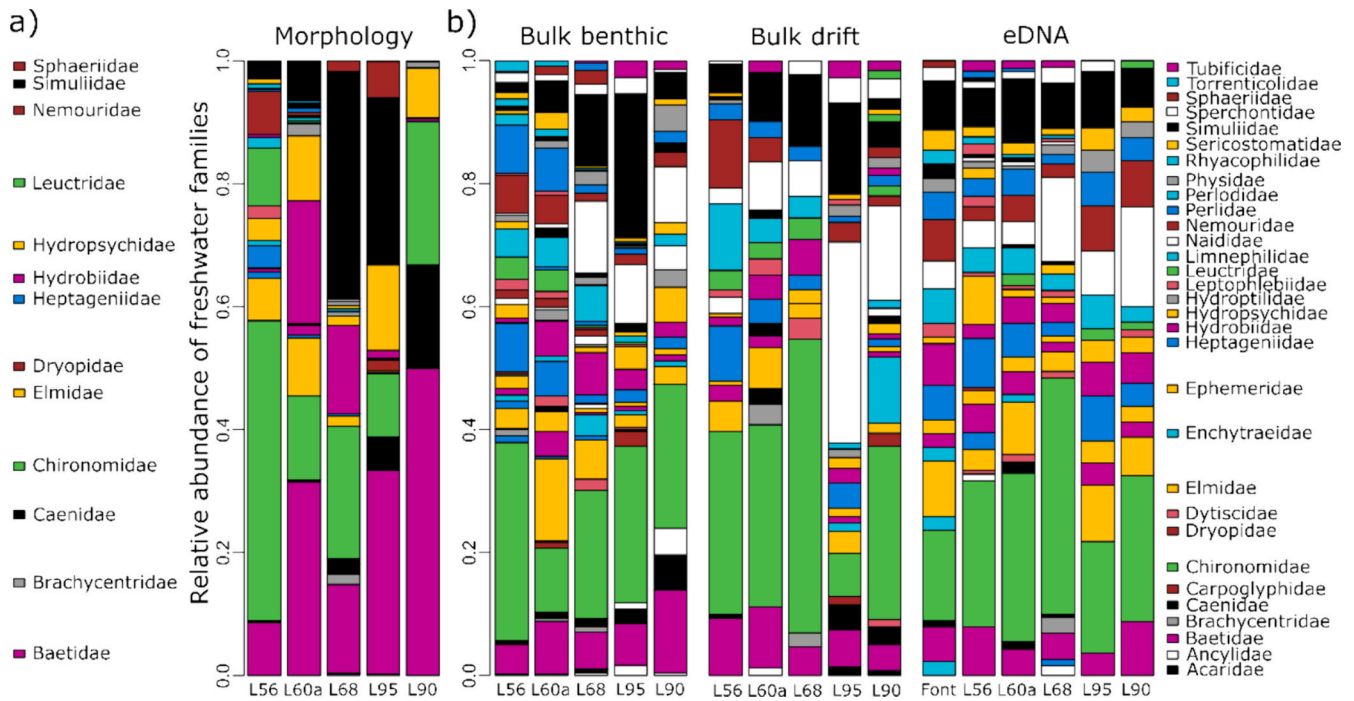 a)
Morphology
Sphaeriidae
Simuliidae
Nemouridae
Leuctridae
Hydropsychidae
Hydrobiidae
Heptageniidae
Dryopidae
Elmidae
Chironomidae
Caenidae
Brachycentridae
Baetidae
Relative abundance of freshwater families
1.0
0.8
0.6
0.4
0.2
0.0
L56 L60a L68 L95 L90
b)
Bulk benthic Bulk drift eDNA
1.0
0.8
0.6
0.4
0.2
0.0
L56 L60a L68 L95 L90
L56 L60a L68 L95 L90
Font L56 L60a L68 L95 L90
Tubificidae
Torrenticolidae
Sphaeriidae
Sperchontidae
Simuliidae
Sericostomatidae
Rhyacophilidae
Physidae
Perlodidae
Perlidae
Nemouridae
Naididae
Limnephilidae
Leuctridae
Leptophlebiidae
Hydroptilidae
Hydropsychidae
Hydrobiidae
Heptageniidae
Ephemeridae
Enchytraeidae
Elmidae
Dytiscidae
Dryopidae
Chironomidae
Carpoglyphidae
Caenidae
Brachycentridae
Baetidae
Ancylidae
Acaridae